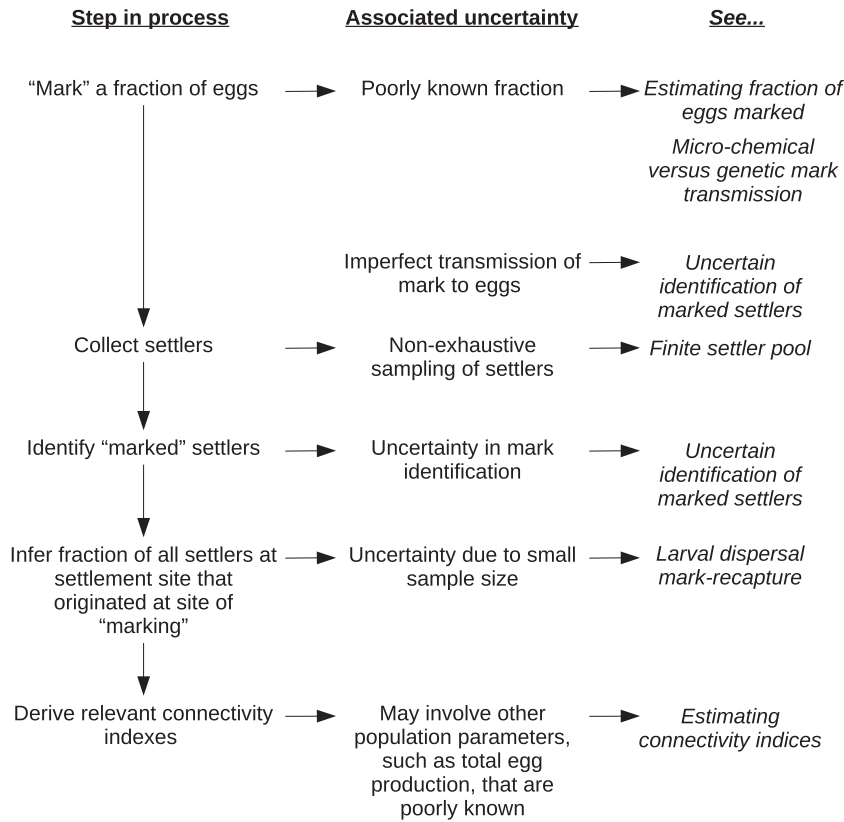 Step in process
Associated uncertainty
See...
“Mark” a fraction of eggs
Poorly known fraction
Estimating fraction of
eggs marked
Micro-chemical
versus genetic mark
transmission
Imperfect transmission of
mark to eggs
Uncertain
identification of
marked settlers
Collect settlers
Non-exhaustive
sampling of settlers
Finite settler pool
Identify “marked” settlers
Uncertainty in mark
identification
Uncertain
identification of
marked settlers
Infer fraction of all settlers at
settlement site that
originated at site of
“marking”
Uncertainty due to small
sample size
Larval dispersal
mark-recapture
Derive relevant connectivity
indexes
May involve other
population parameters,
such as total egg
production, that are
poorly known
Estimating
connectivity indices